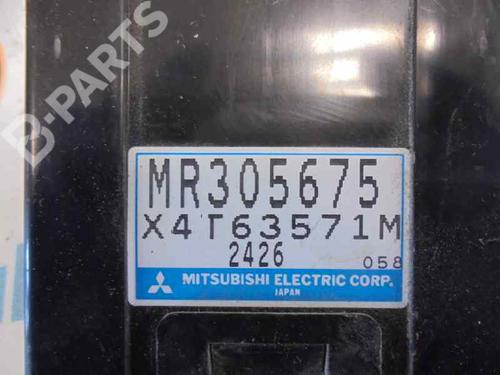 B-PARTS
MR305675
X4T63571M
2426
058
MITSUBISHI ELECTRIC CORP.
JAPAN